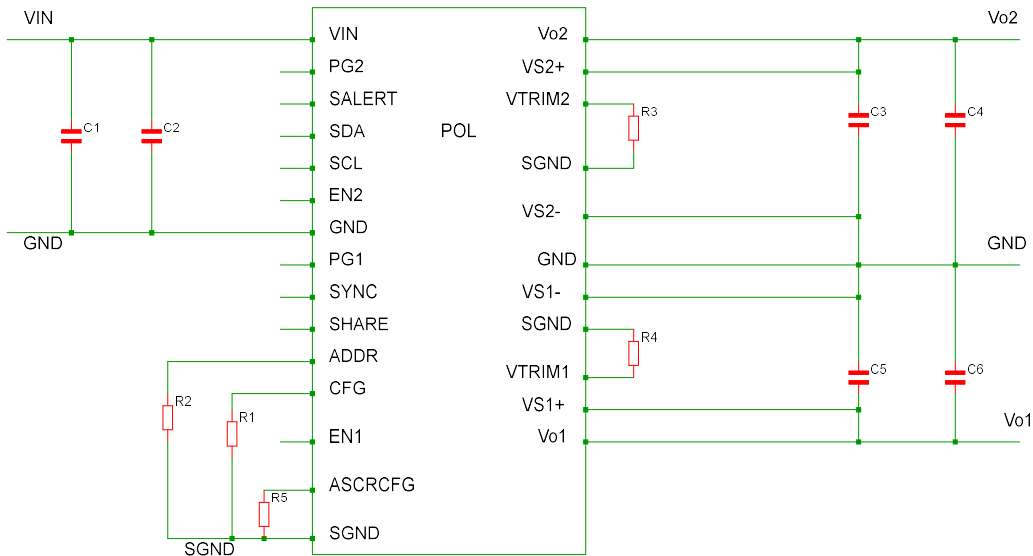 VIN
Vo2
VIN
Vo2
PG2
VS2+
SALERT
VTRIM2
R3
C3
C4
C1
C2
SDA
POL
SCL
SGND
EN2
VS2-
GND
GND
GND
GND
PG1
GND
SYNC
VS1-
SHARE
SGND
R4
ADDR
VTRIM1
C5
C6
CFG
R2
R1
VS1+
Vo1
EN1
Vo1
ASCRCFG
R5
SGND
SGND